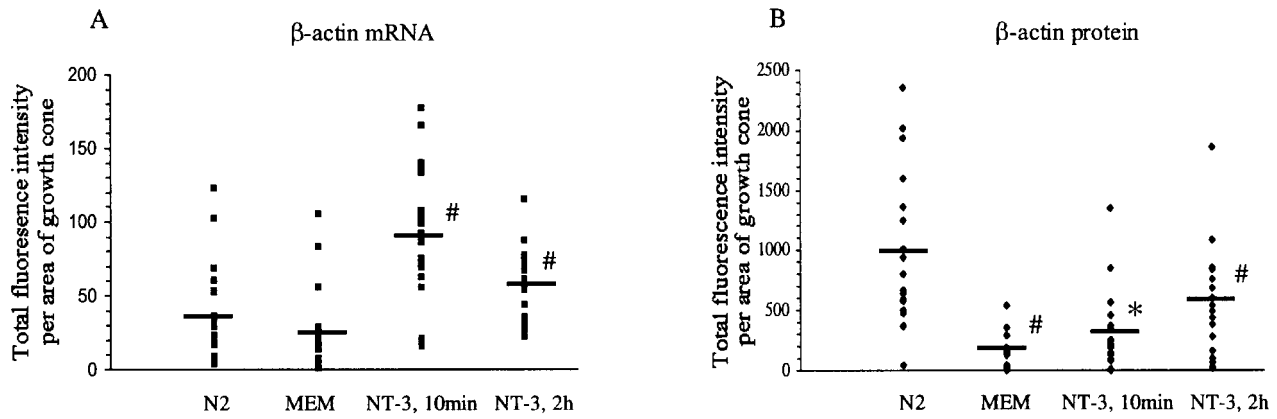 A
β-actin mRNA
Total fluoresence intensity
per area of growth cone
200
150
100
50
0
#
#
N2 MEM NT-3, 10min NT-3, 2h
B
β-actin protein
Total fluorescence intensity
per area of growth cone
2500
2000
1500
1000
500
0
#
*
#
N2 MEM NT-3, 10min NT-3, 2h